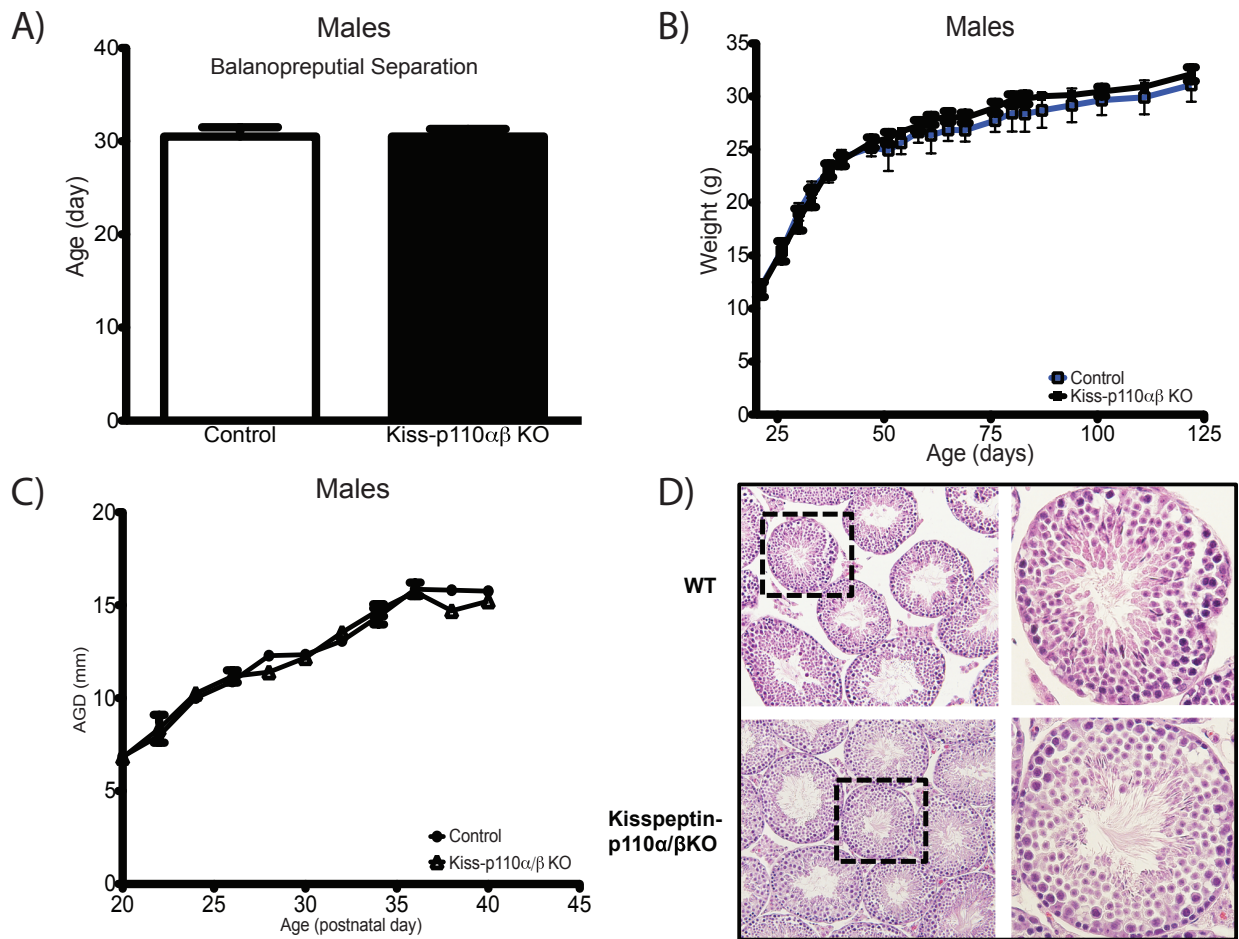 A)
Males
Balanopreputial Separation
40
30
20
10
0
Age (day)
Control
Kiss-p110αβ KO
B)
Males
35
30
25
20
15
10
5
0
Weight (g)
25
50
75
100
125
Age (days)
Control
Kiss-p110αβ KO
C)
Males
20
15
10
5
0
AGD (mm)
20
25
30
35
40
45
Age (postnatal day)
Control
Kiss-p110α/β KO
D)
WT
Kisspeptin-
p110α/βKO